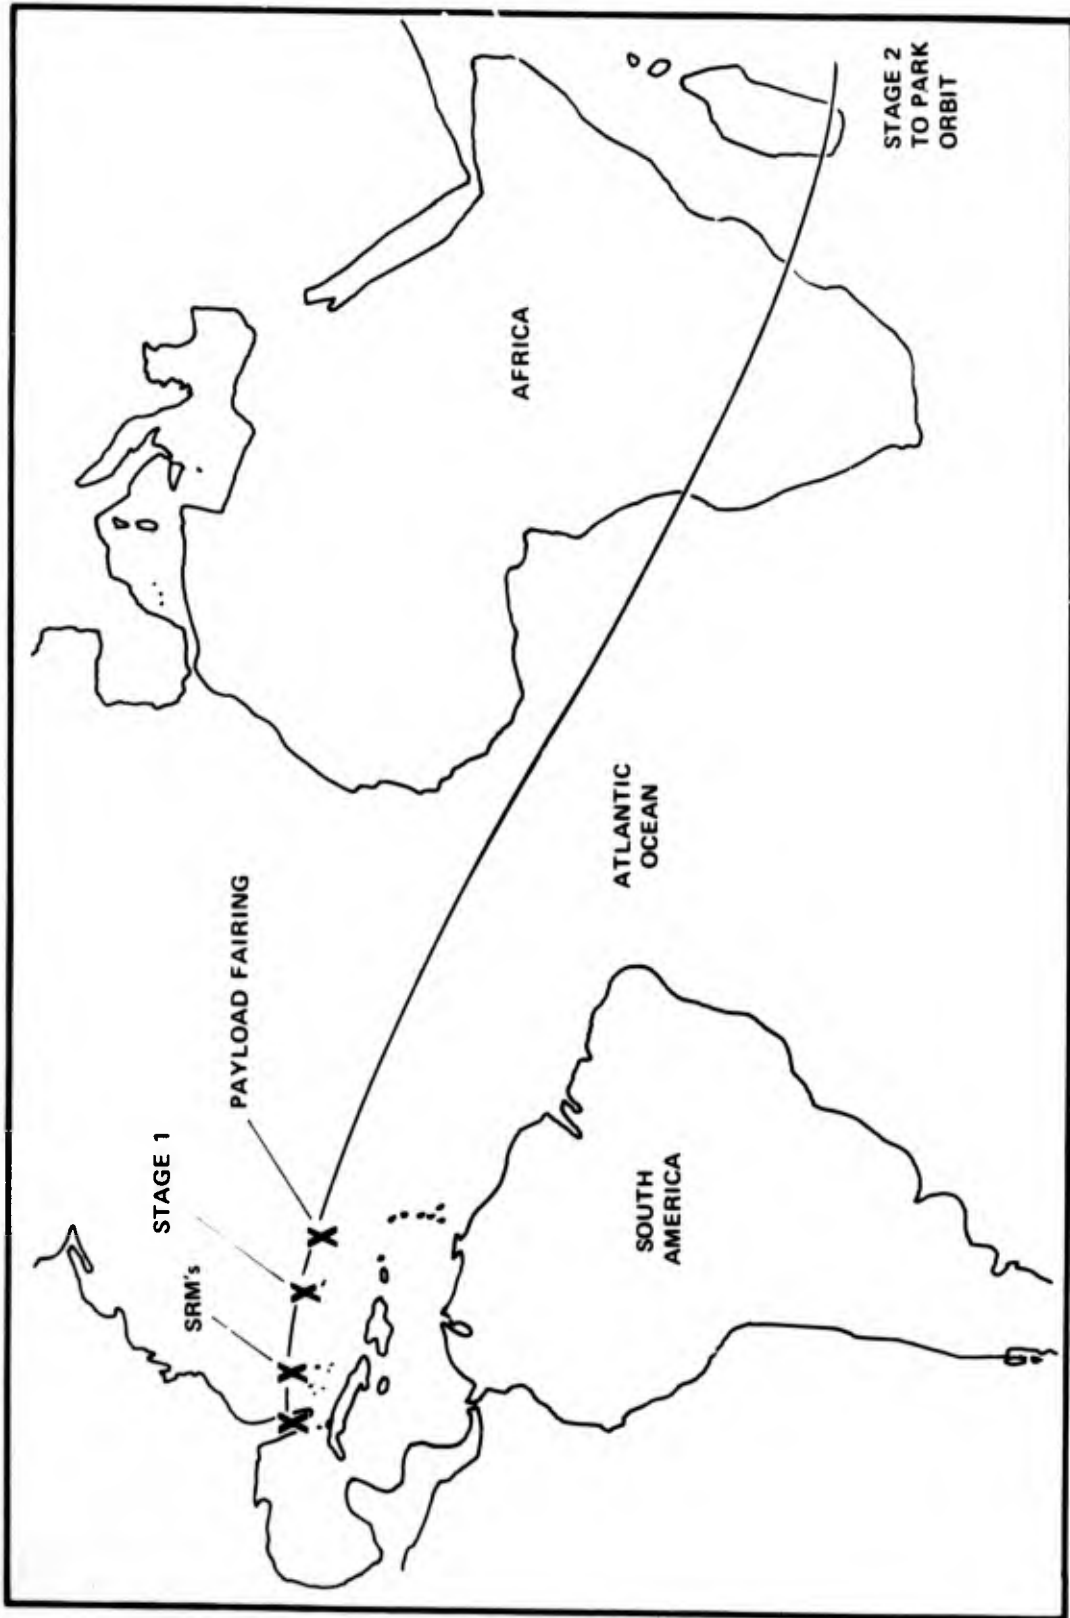 SRM's
STAGE 1
PAYLOAD FAIRING
AFRICA
ATLANTIC
OCEAN
SOUTH
AMERICA
STAGE 2
TO PARK
ORBIT